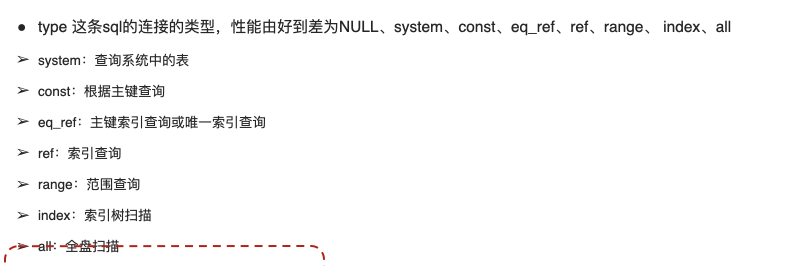 ● type 这条sql的连接的类型，性能由好到差为NULL、system、const、eq_ref、ref、range、 index、all
➢ system：查询系统中的表
➢ const：根据主键查询
➢ eq_ref：主键索引查询或唯一索引查询
➢ ref：索引查询
➢ range：范围查询
➢ index：索引树扫描
➢ all：全盘扫描